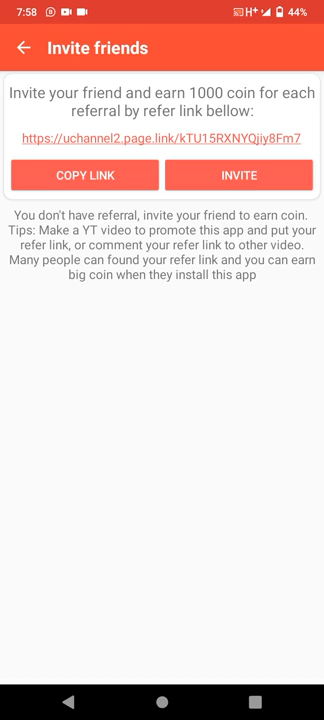 7:58 H+ 44%
Invite friends
Invite your friend and earn 1000 coin for each
referral by refer link bellow:
https://uchannel2.page.link/kTU15RXNYQjiy8Fm7
COPY LINK INVITE
You don't have referral, invite your friend to earn coin.
Tips: Make a YT video to promote this app and put your
refer link, or comment your refer link to other video.
Many people can found your refer link and you can earn
big coin when they install this app